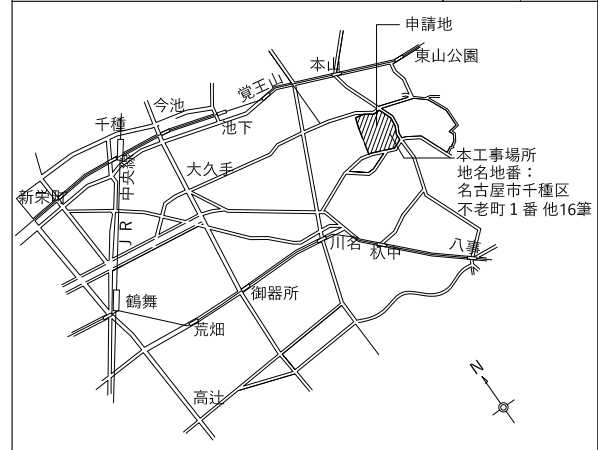 申請地
東山公園
本山
覚王山
今池
池下
千種
大久手
中央線
JR
新栄町
本工事場所
地名地番：
名古屋市千種区
不老町１番 他16筆
川名
杁中
八事
鶴舞
御器所
荒畑
高辻
N